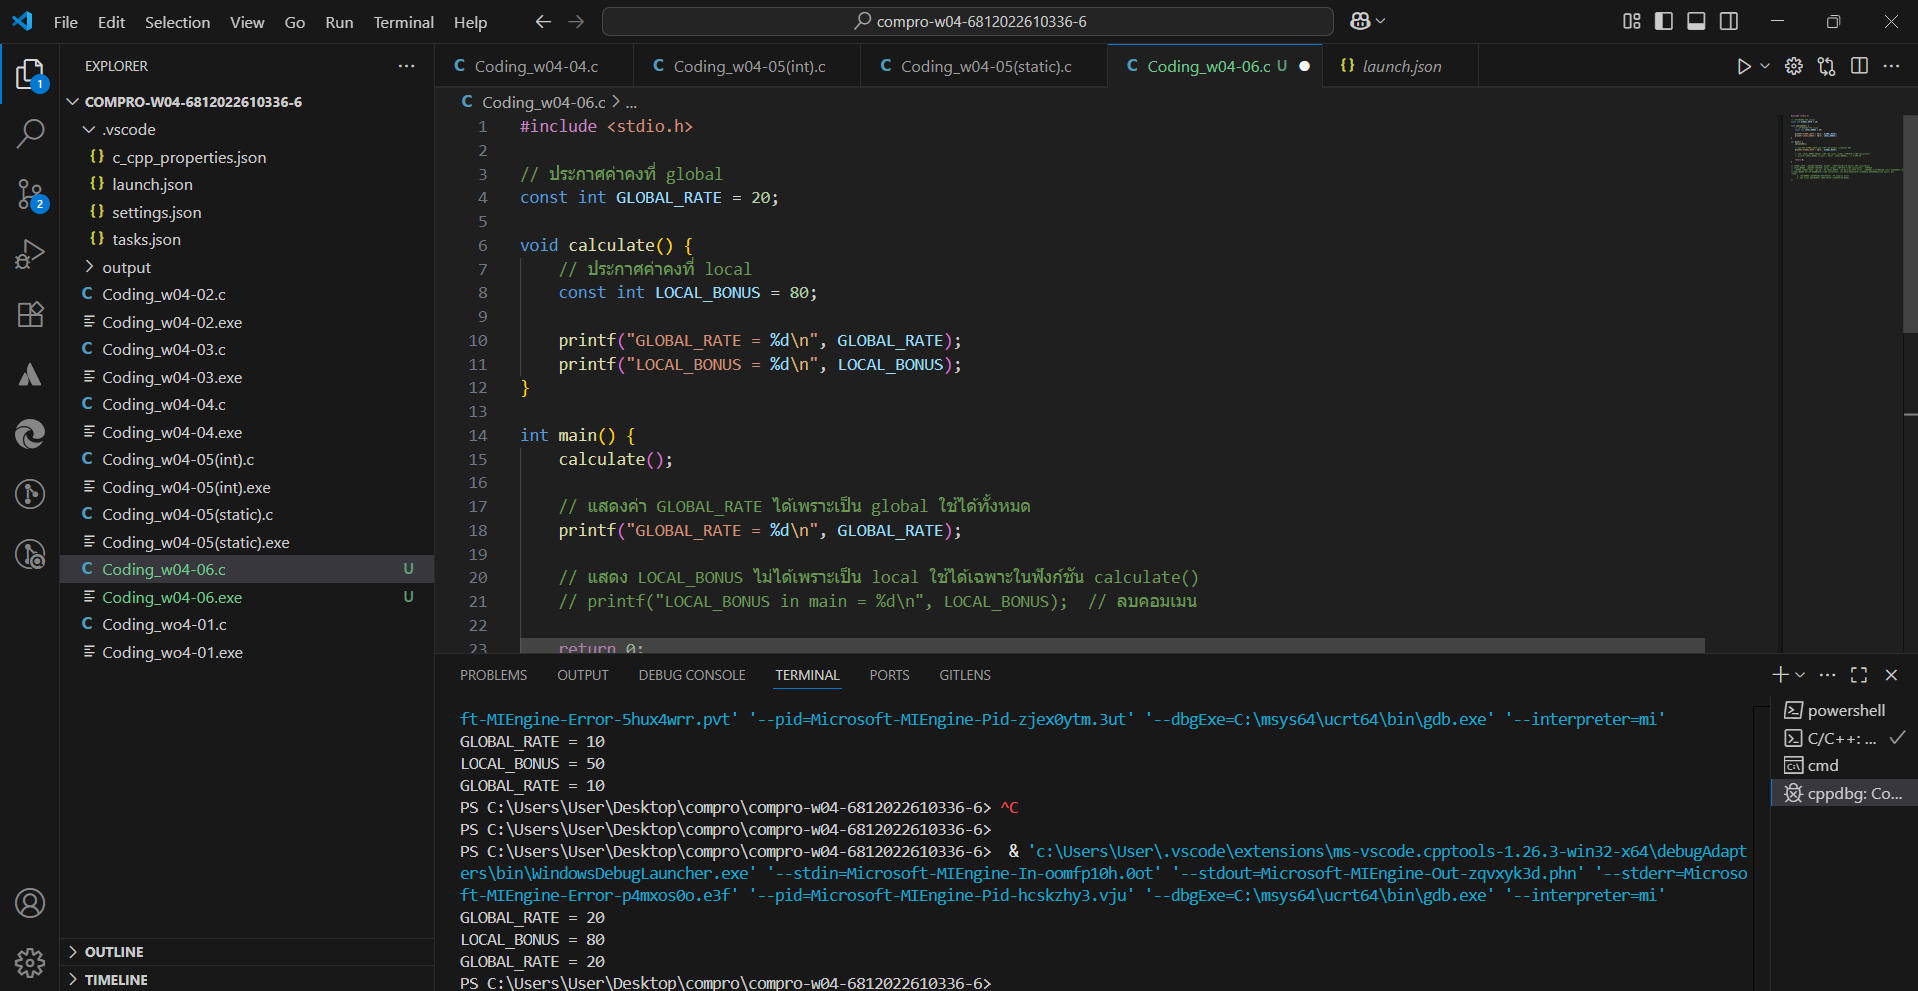 File Edit Selection View Go Run Terminal Help
compro-w04-6812022610336-6
EXPLORER
COMPRO-W04-6812022610336-6
.vscode
c_cpp_properties.json
launch.json
settings.json
tasks.json
output
Coding_w04-02.c
Coding_w04-02.exe
Coding_w04-03.c
Coding_w04-03.exe
Coding_w04-04.c
Coding_w04-04.exe
Coding_w04-05(int).c
Coding_w04-05(int).exe
Coding_w04-05(static).c
Coding_w04-05(static).exe
Coding_w04-06.c U
Coding_w04-06.exe U
Coding_wo4-01.c
Coding_wo4-01.exe
OUTLINE
TIMELINE
1
2
Coding_w04-04.c
Coding_w04-05(int).c
Coding_w04-05(static).c
Coding_w04-06.c U
launch.json
Coding_w04-06.c > ...
1 #include <stdio.h>
2
3 // ประกาศค่าคงที่ global
4 const int GLOBAL_RATE = 20;
5
6 void calculate() {
7 // ประกาศค่าคงที่ local
8 const int LOCAL_BONUS = 80;
9
10 printf("GLOBAL_RATE = %d\n", GLOBAL_RATE);
11 printf("LOCAL_BONUS = %d\n", LOCAL_BONUS);
12 }
13
14 int main() {
15 calculate();
16
17 // แสดงค่า GLOBAL_RATE ได้เพราะเป็น global ใช้ได้ทั้งหมด
18 printf("GLOBAL_RATE = %d\n", GLOBAL_RATE);
19
20 // แสดง LOCAL_BONUS ไม่ได้เพราะเป็น local ใช้ได้เฉพาะในฟังก์ชัน calculate()
21 // printf("LOCAL_BONUS in main = %d\n", LOCAL_BONUS); // ลบคอมเมน
22
23 return 0;
PROBLEMS OUTPUT DEBUG CONSOLE TERMINAL PORTS GITLENS
ft-MIEngine-Error-5hux4wrr.pvt' '--pid=Microsoft-MIEngine-Pid-zjex0ytm.3ut' '--dbgExe=C:\msys64\ucrt64\bin\gdb.exe' '--interpreter=mi'
GLOBAL_RATE = 10
LOCAL_BONUS = 50
GLOBAL_RATE = 10
PS C:\Users\User\Desktop\compro\compro-w04-6812022610336-6> ^C
PS C:\Users\User\Desktop\compro\compro-w04-6812022610336-6>
PS C:\Users\User\Desktop\compro\compro-w04-6812022610336-6> & 'c:\Users\User\.vscode\extensions\ms-vscode.cpptools-1.26.3-win32-x64\debugAdapt
ers\bin\WindowsDebugLauncher.exe' '--stdin=Microsoft-MIEngine-In-oomfp10h.0ot' '--stdout=Microsoft-MIEngine-Out-zqvxyk3d.phn' '--stderr=Microso
ft-MIEngine-Error-p4mxos0o.e3f' '--pid=Microsoft-MIEngine-Pid-hcskzhy3.vju' '--dbgExe=C:\msys64\ucrt64\bin\gdb.exe' '--interpreter=mi'
GLOBAL_RATE = 20
LOCAL_BONUS = 80
GLOBAL_RATE = 20
PS C:\Users\User\Desktop\compro\compro-w04-6812022610336-6>
powershell
C/C++: ...
cmd
cppdbg: Co...